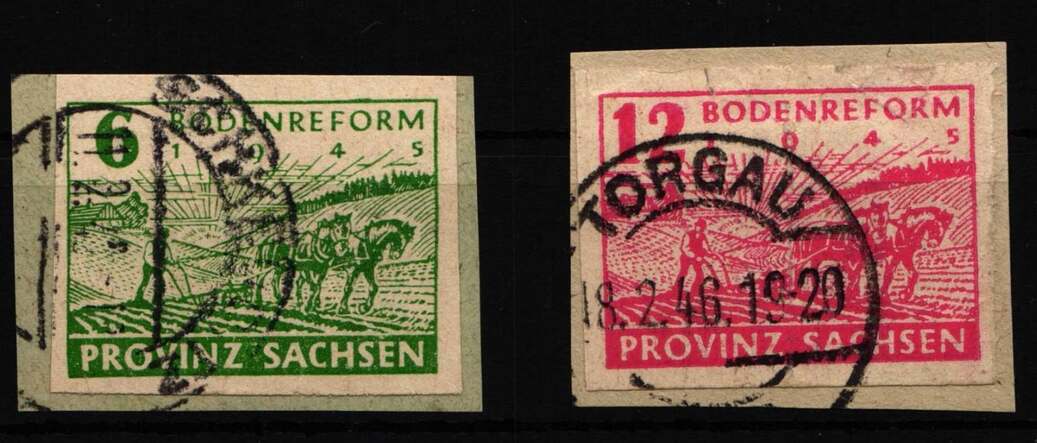 6 BODENREFORM
1 9 4 5
PROVINZ SACHSEN
12 BODENREFORM
1 9 4 5
TORGAU
18.2.46.19-20
PROVINZ SACHSEN